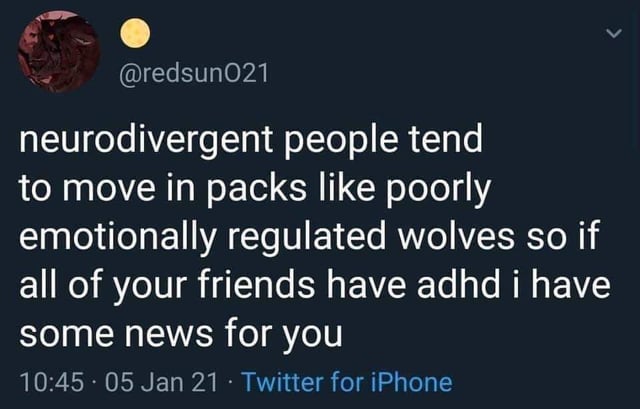 @redsun021
neurodivergent people tend
to move in packs like poorly
emotionally regulated wolves so if
all of your friends have adhd i have
some news for you
10:45 · 05 Jan 21 · Twitter for iPhone